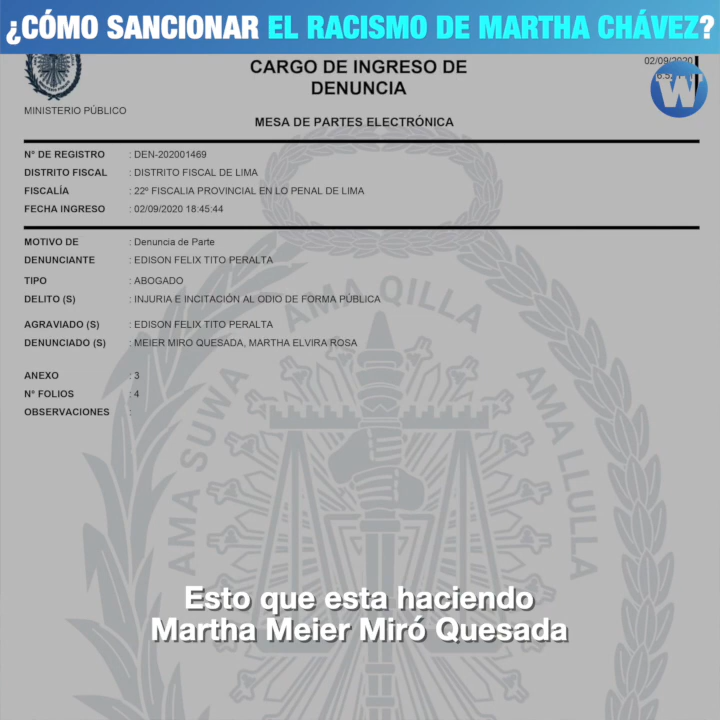 ¿CÓMO SANCIONAR EL RACISMO DE MARTHA CHÁVEZ?
W.
MINISTERIO PÚBLICO
CARGO DE INGRESO DE
DENUNCIA
02/09/2020
MESA DE PARTES ELECTRÓNICA
N° DE REGISTRO : DEN-202001469
DISTRITO FISCAL : DISTRITO FISCAL DE LIMA
FISCALÍA : 22º FISCALIA PROVINCIAL EN LO PENAL DE LIMA
FECHA INGRESO : 02/09/2020 18:45:44
MOTIVO DE : Denuncia de Parte
DENUNCIANTE : EDISON FELIX TITO PERALTA
TIPO : ABOGADO
DELITO (S) : INJURIA E INCITACIÓN AL ODIO DE FORMA PÚBLICA
AGRAVIADO (S) : EDISON FELIX TITO PERALTA
DENUNCIADO (S) : MEIER MIRO QUESADA, MARTHA ELVIRA ROSA
ANEXO : 3
N° FOLIOS : 4
OBSERVACIONES :
AMA SUWA
AMA QILLA
AMA LLULLA
Esto que esta haciendo
Martha Meier Miró Quesada